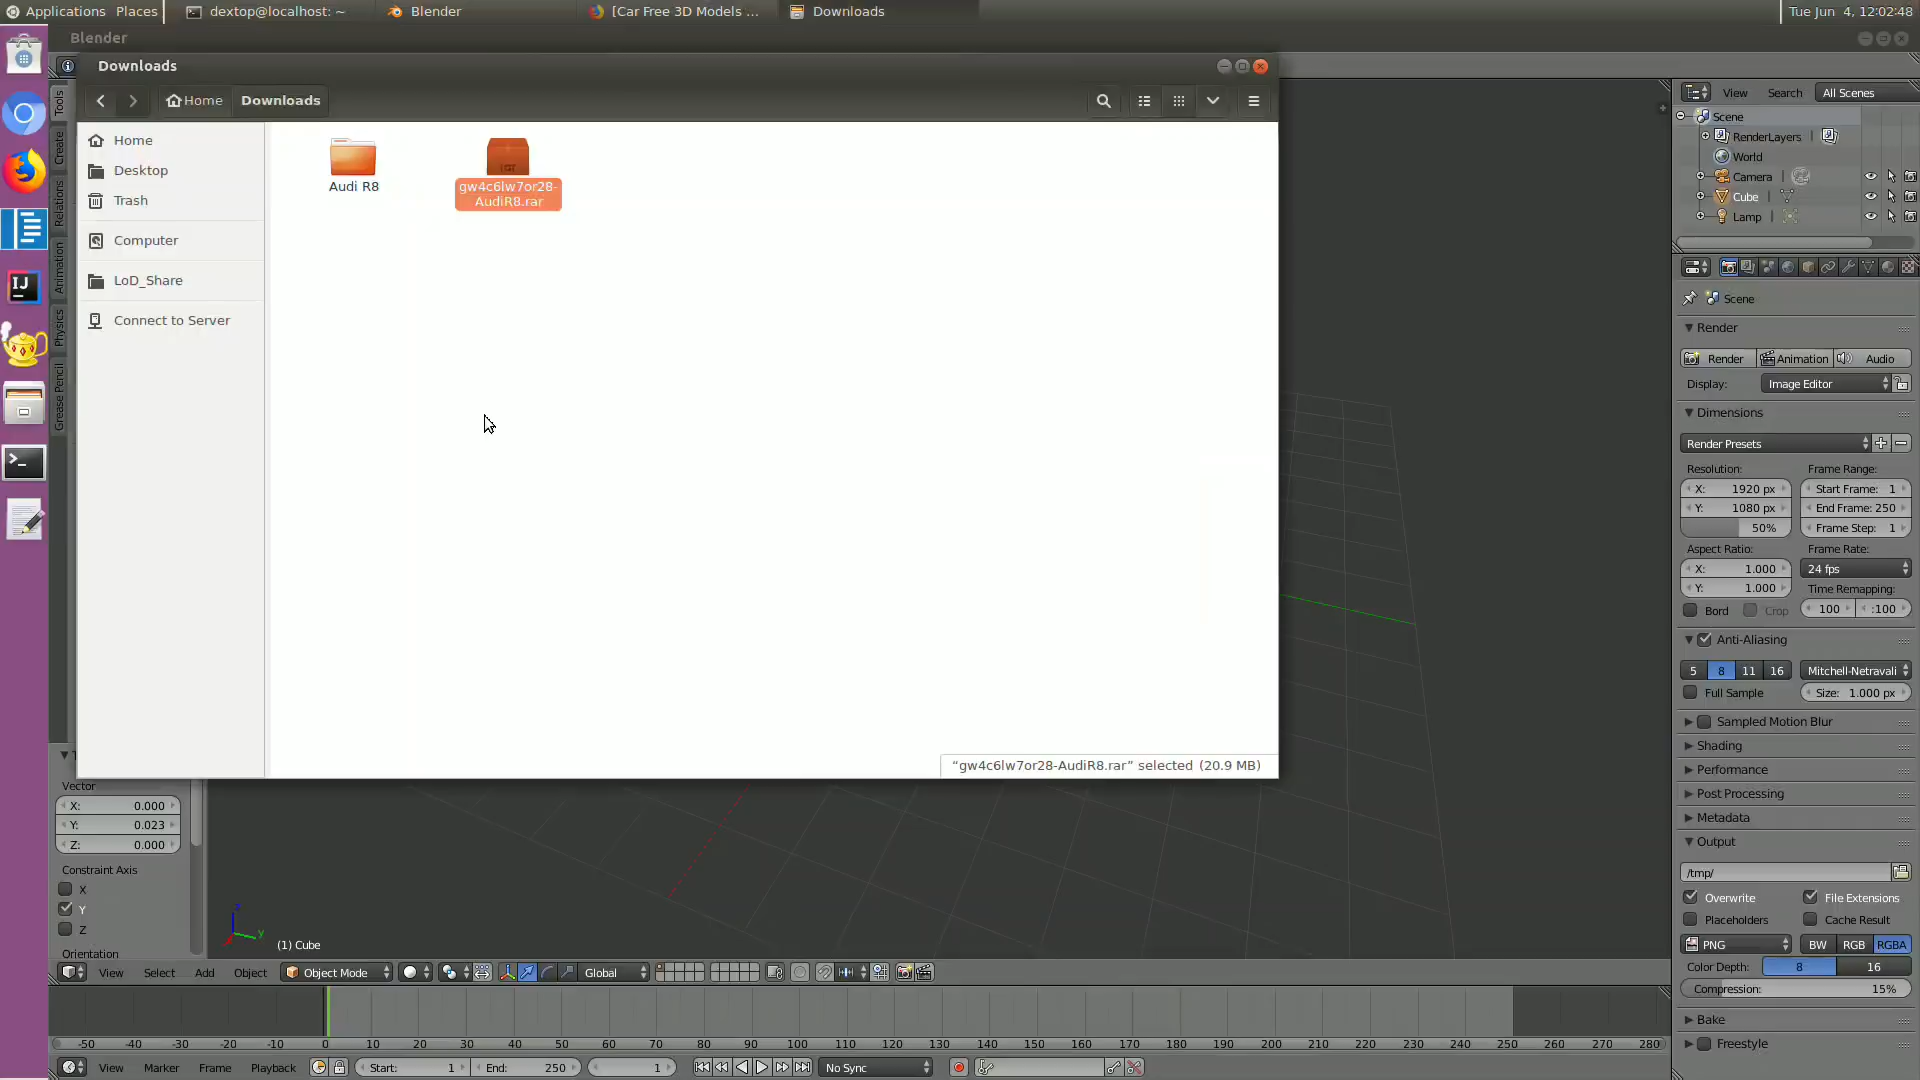 Applications Places dextop@localhost: ~ Blender [Car Free 3D Models ... Downloads Tue Jun 4, 12:02:48
Blender
Downloads
Home Downloads
Home
Desktop
Trash
Computer
LoD_Share
Connect to Server
Audi R8
gw4c6lw7or28-
AudiR8.rar
"gw4c6lw7or28-AudiR8.rar" selected (20.9 MB)
Tools
Create
Relations
Animation
Physics
Grease Pencil
Vector
X: 0.000
Y: 0.023
Z: 0.000
Constraint Axis
X
Y
Z
Orientation
(1) Cube
View Select Add Object Object Mode Global
-50 -40 -30 -20 -10 0 10 20 30 40 50 60 70 80 90 100 110 120 130 140 150 160 170 180 190 200 210 220 230 240 250 260 270 280
View Marker Frame Playback Start: 1 End: 250 1 No Sync
View Search All Scenes
Scene
RenderLayers
World
Camera
Cube
Lamp
Scene
Render
Render Animation Audio
Display: Image Editor
Dimensions
Render Presets
Resolution: Frame Range:
X: 1920 px Start Frame: 1
Y: 1080 px End Frame: 250
50% Frame Step: 1
Aspect Ratio: Frame Rate:
X: 1.000 24 fps
Y: 1.000 Time Remapping:
Bord Crop 100 :100
Anti-Aliasing
5 8 11 16 Mitchell-Netravali
Full Sample Size: 1.000 px
Sampled Motion Blur
Shading
Performance
Post Processing
Metadata
Output
/tmp/
Overwrite File Extensions
Placeholders Cache Result
PNG BW RGB RGBA
Color Depth: 8 16
Compression: 15%
Bake
Freestyle